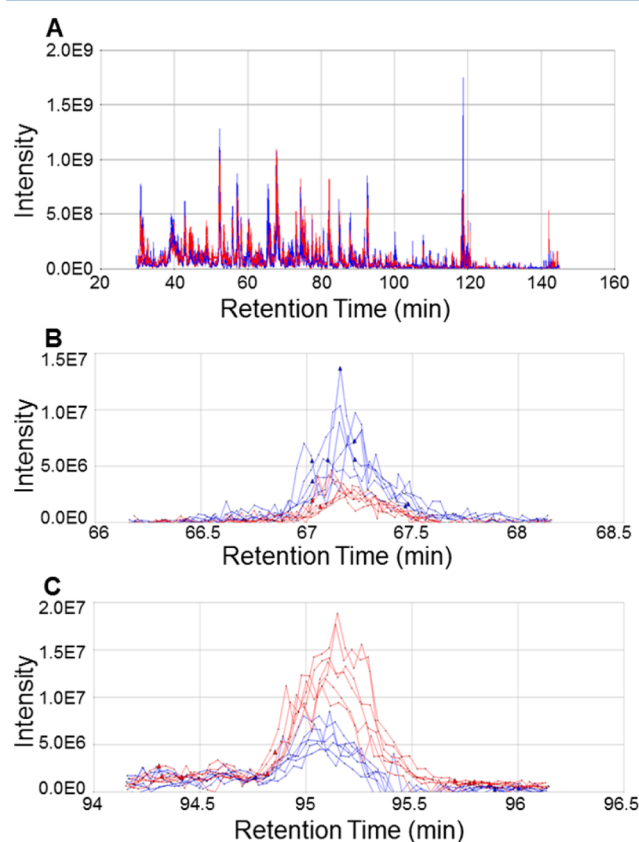 A
2.0E9
1.5E9
1.0E9
5.0E8
0.0E0
Intensity
20 40 60 80 100 120 140 160
Retention Time (min)
B
1.5E7
1.0E7
5.0E6
0.0E0
Intensity
66 66.5 67 67.5 68 68.5
Retention Time (min)
C
2.0E7
1.5E7
1.0E7
5.0E6
0.0E0
Intensity
94 94.5 95 95.5 96 96.5
Retention Time (min)